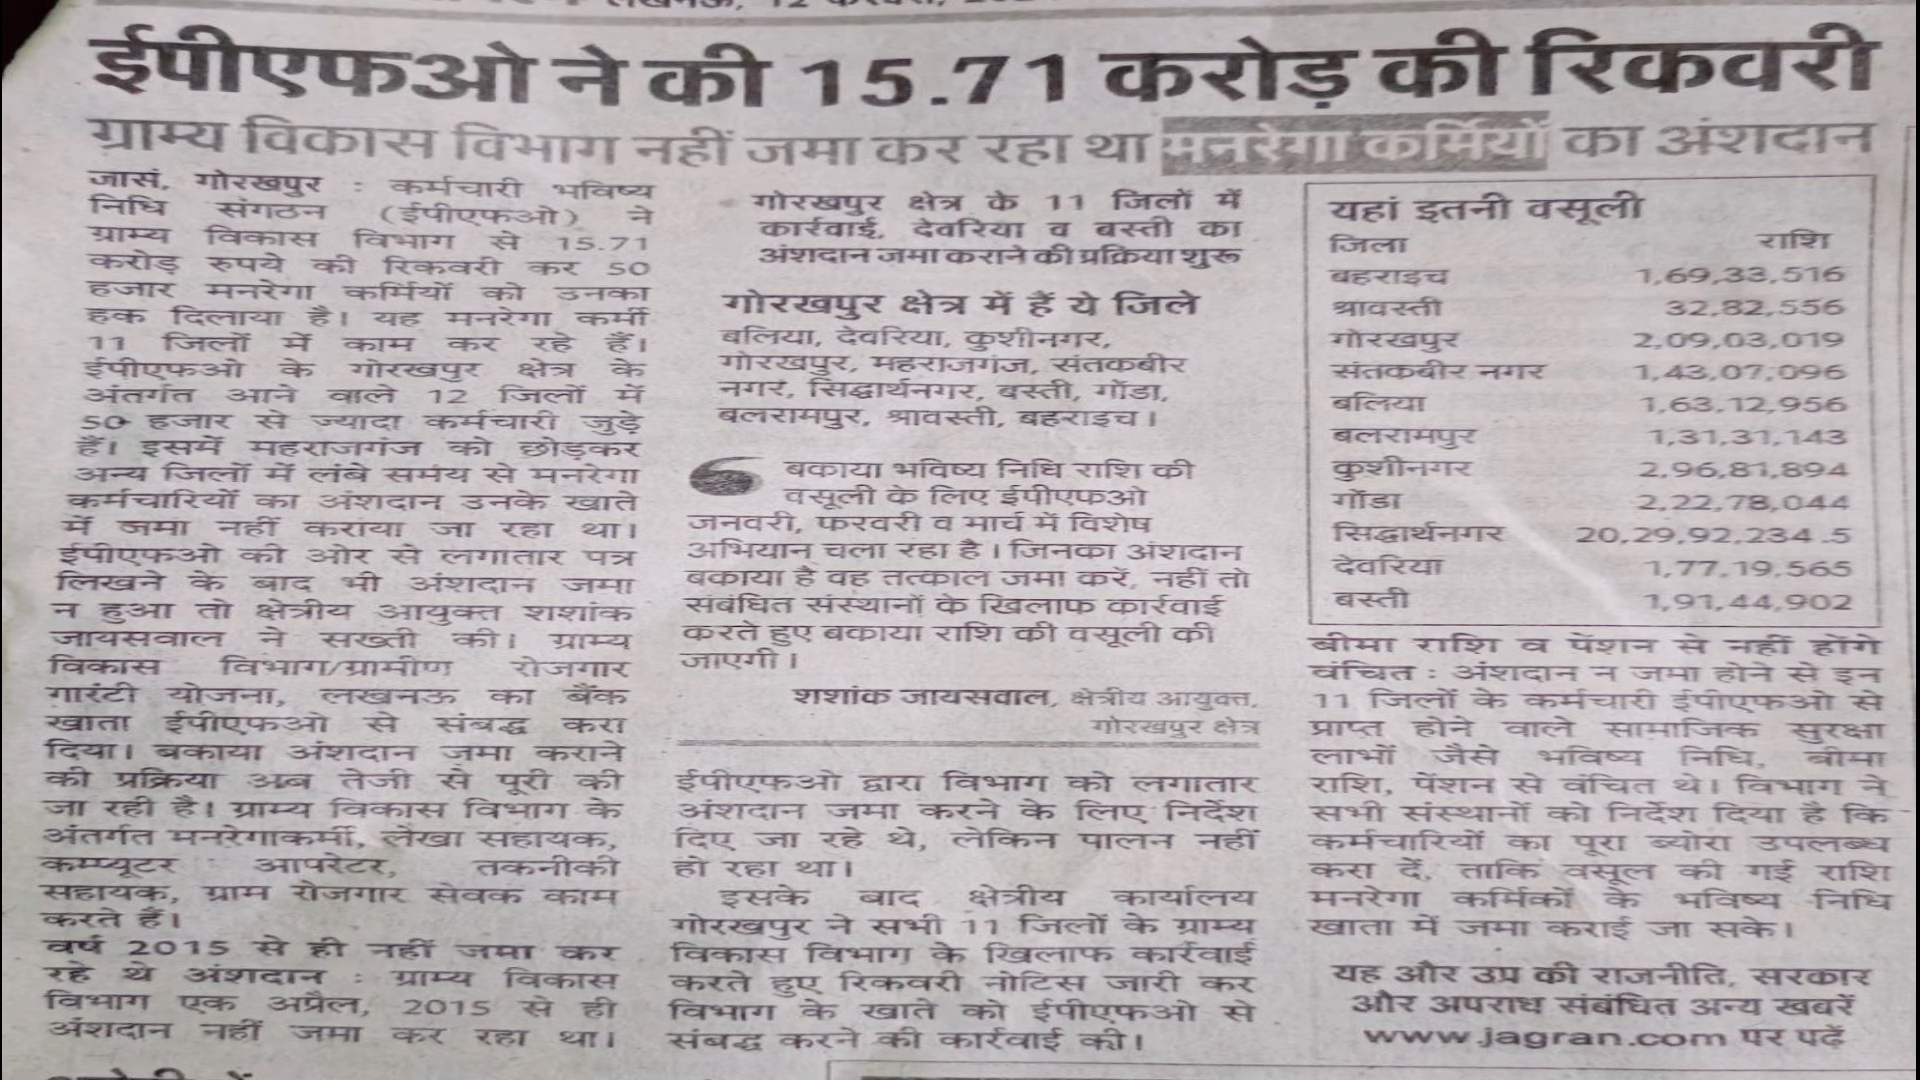 लखनऊ, 12 फरवरी,
ईपीएफओ ने की 15.71 करोड़ की रिकवरी
ग्राम्य विकास विभाग नहीं जमा कर रहा था मनरेगा कर्मियों का अंशदान
जासं, गोरखपुर : कर्मचारी भविष्य
निधि संगठन (ईपीएफओ) ने
ग्राम्य विकास विभाग से 15.71
करोड़ रुपये की रिकवरी कर 50
हजार मनरेगा कर्मियों को उनका
हक दिलाया है। यह मनरेगा कर्मी
11 जिलों में काम कर रहे हैं।
ईपीएफओ के गोरखपुर क्षेत्र के
अंतर्गत आने वाले 12 जिलों में
50 हजार से ज्यादा कर्मचारी जुड़े
हैं। इसमें महराजगंज को छोड़कर
अन्य जिलों में लंबे समय से मनरेगा
कर्मचारियों का अंशदान उनके खाते
में जमा नहीं कराया जा रहा था।
ईपीएफओ की ओर से लगातार पत्र
लिखने के बाद भी अंशदान जमा
न हुआ तो क्षेत्रीय आयुक्त शशांक
जायसवाल ने सख्ती की। ग्राम्य
विकास विभाग/ग्रामीण रोजगार
गारंटी योजना, लखनऊ का बैंक
खाता ईपीएफओ से संबद्ध करा
दिया। बकाया अंशदान जमा कराने
की प्रक्रिया अब तेजी से पूरी की
जा रही है। ग्राम्य विकास विभाग के
अंतर्गत मनरेगाकर्मी, लेखा सहायक,
कम्प्यूटर आपरेटर, तकनीकी
सहायक, ग्राम रोजगार सेवक काम
करते हैं।
वर्ष 2015 से ही नहीं जमा कर
रहे थे अंशदान : ग्राम्य विकास
विभाग एक अप्रैल, 2015 से ही
अंशदान नहीं जमा कर रहा था।
गोरखपुर क्षेत्र के 11 जिलों में
कार्रवाई, देवरिया व बस्ती का
अंशदान जमा कराने की प्रक्रिया शुरू
गोरखपुर क्षेत्र में हैं ये जिले
बलिया, देवरिया, कुशीनगर,
गोरखपुर, महराजगंज, संतकबीर
नगर, सिद्धार्थनगर, बस्ती, गोंडा,
बलरामपुर, श्रावस्ती, बहराइच।
बकाया भविष्य निधि राशि की
वसूली के लिए ईपीएफओ
जनवरी, फरवरी व मार्च में विशेष
अभियान चला रहा है। जिनका अंशदान
बकाया है वह तत्काल जमा करें, नहीं तो
संबंधित संस्थानों के खिलाफ कार्रवाई
करते हुए बकाया राशि की वसूली की
जाएगी।
शशांक जायसवाल, क्षेत्रीय आयुक्त,
गोरखपुर क्षेत्र
ईपीएफओ द्वारा विभाग को लगातार
अंशदान जमा करने के लिए निर्देश
दिए जा रहे थे, लेकिन पालन नहीं
हो रहा था।
इसके बाद क्षेत्रीय कार्यालय
गोरखपुर ने सभी 11 जिलों के ग्राम्य
विकास विभाग के खिलाफ कार्रवाई
करते हुए रिकवरी नोटिस जारी कर
विभाग के खाते को ईपीएफओ से
संबद्ध करने की कार्रवाई की।
यहां इतनी वसूली
जिला राशि
बहराइच 1,69,33,516
श्रावस्ती 32,82,556
गोरखपुर 2,09,03,019
संतकबीर नगर 1,43,07,096
बलिया 1,63,12,956
बलरामपुर 1,31,31,143
कुशीनगर 2,96,81,894
गोंडा 2,22,78,044
सिद्धार्थनगर 20,29,92,234.5
देवरिया 1,77,19,565
बस्ती 1,91,44,902
बीमा राशि व पेंशन से नहीं होंगे
वंचित : अंशदान न जमा होने से इन
11 जिलों के कर्मचारी ईपीएफओ से
प्राप्त होने वाले सामाजिक सुरक्षा
लाभों जैसे भविष्य निधि, बीमा
राशि, पेंशन से वंचित थे। विभाग ने
सभी संस्थानों को निर्देश दिया है कि
कर्मचारियों का पूरा ब्योरा उपलब्ध
करा दें, ताकि वसूल की गई राशि
मनरेगा कर्मिकों के भविष्य निधि
खाता में जमा कराई जा सके।
यह और उप्र की राजनीति, सरकार
और अपराध संबंधित अन्य खबरें
www.jagran.com पर पढ़ें